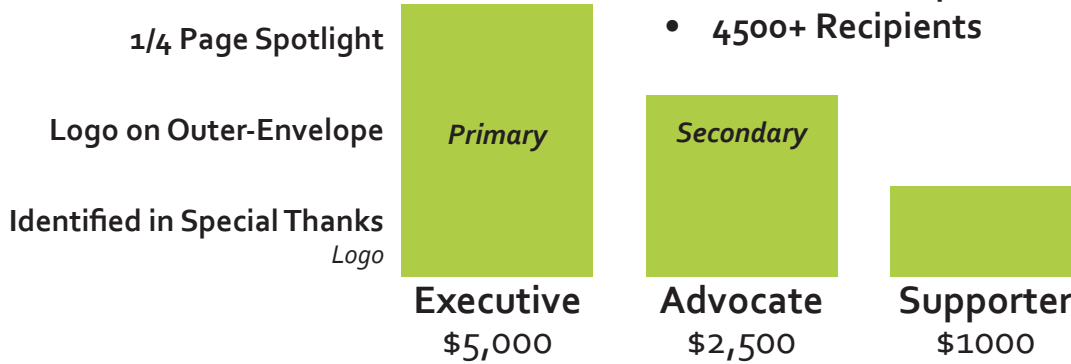 1/4 Page Spotlight
• 4500+ Recipients
Logo on Outer-Envelope
Primary
Secondary
Identified in Special Thanks
Logo
Executive
Advocate
Supporter
$5,000
$2,500
$1000